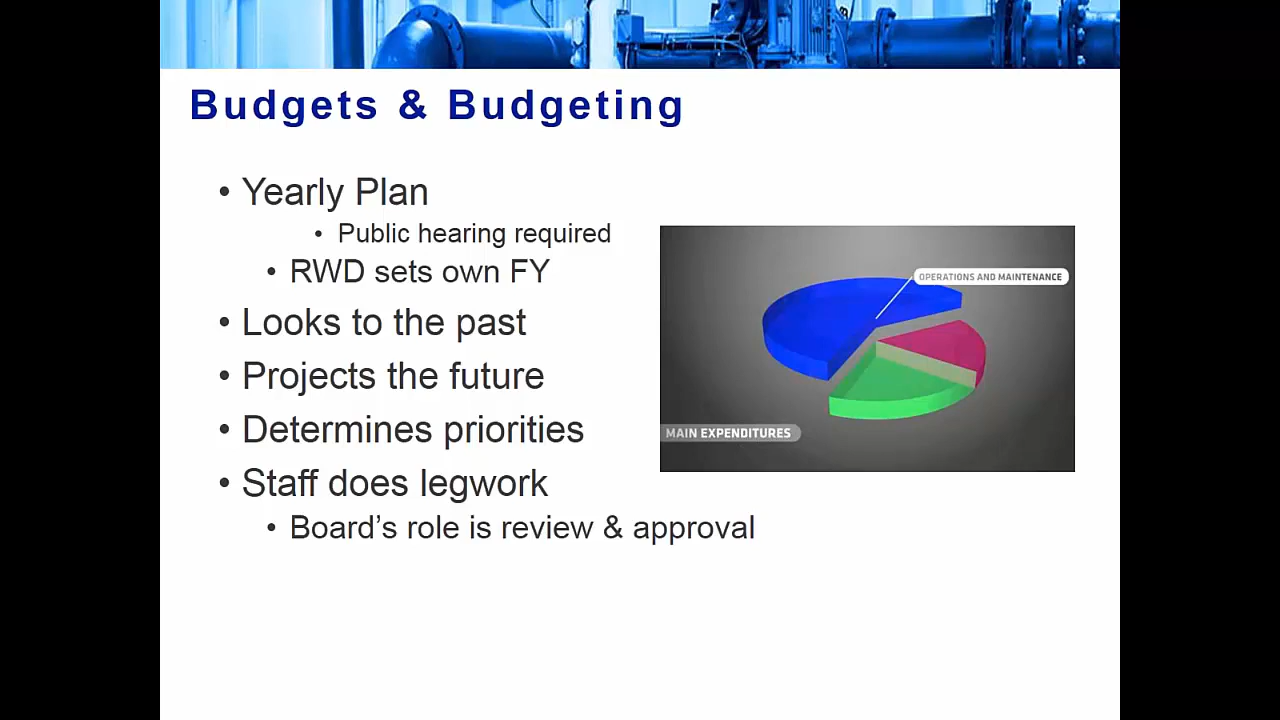 Budgets & Budgeting
• Yearly Plan
• Public hearing required
• RWD sets own FY
• Looks to the past
• Projects the future
• Determines priorities
• Staff does legwork
• Board’s role is review & approval
OPERATIONS AND MAINTENANCE
MAIN EXPENDITURES